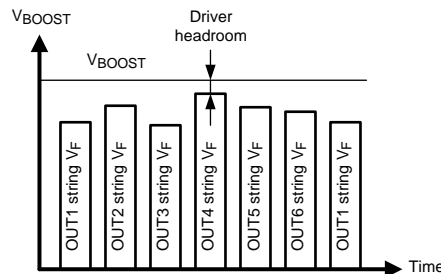 VBOOST
Driver
headroom
VBOOST
OUT1 string VF
OUT2 string VF
OUT3 string VF
OUT4 string VF
OUT5 string VF
OUT6 string VF
OUT1 string VF
Time